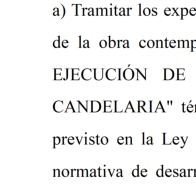 a) Tramitar los expe
de la obra contemp
EJECUCIÓN DE
CANDELARIA" tér
previsto en la Ley
normativa de desarr